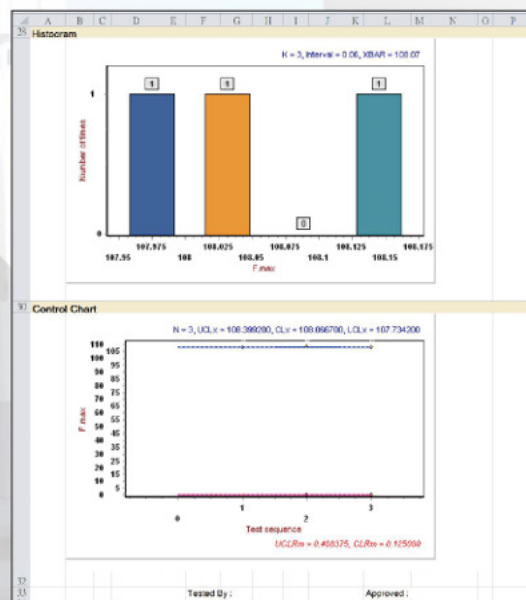 A B C D E F G H I J K L M N O P
28 Histogram
K = 3, Interval = 0.06, XBAR = 108.07
1 1 1
1
Number of times
0
0
107.975 108.025 108.075 108.125 108.175
107.95 108 108.05 108.1 108.15
F.max
30 Control Chart
N = 3, UCLx = 108.399200, CLx = 108.066700, LCLx = 107.734200
110
105
100
95
90
85
80
75
70
65
60
55
50
45
40
35
30
25
20
15
10
5
0
F.max
1 3
0 2
Test sequence
UCLRm = 0.408375, CLRm = 0.125000
32
33 Tested By : Approved :